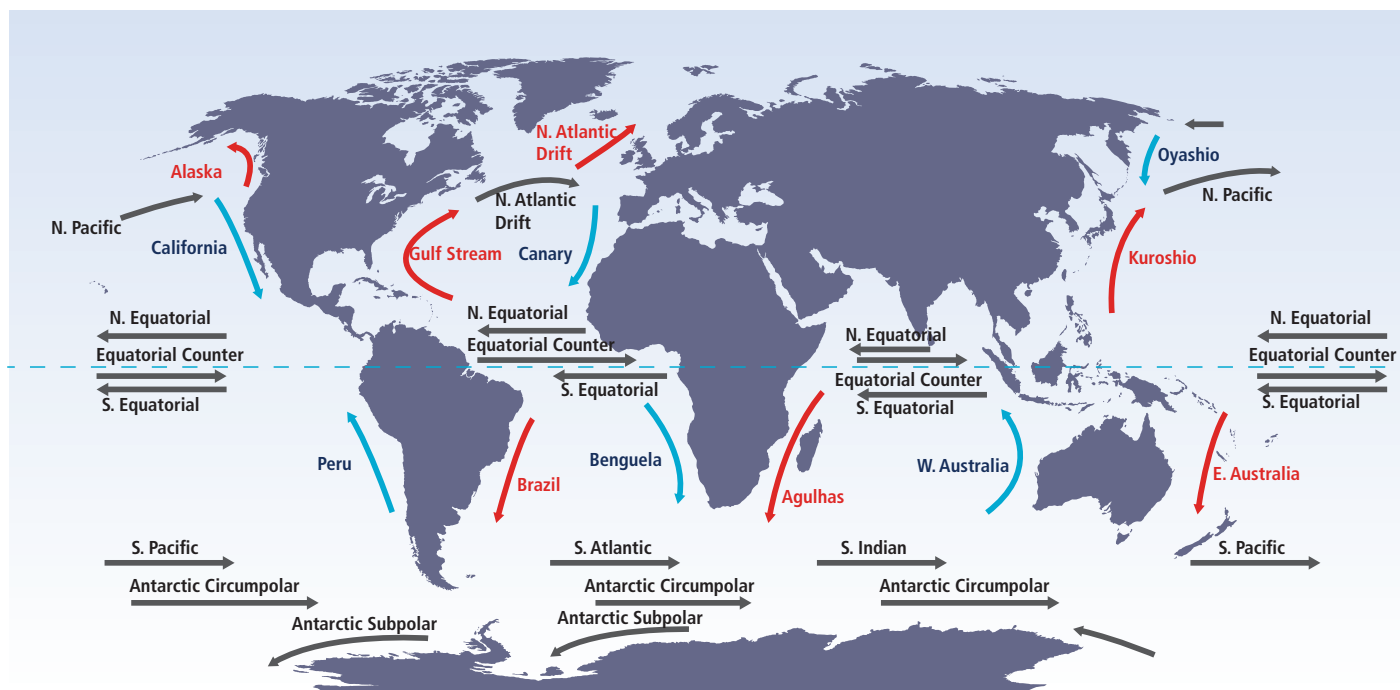 N. Atlantic
Drift
Oyashio
Alaska
N. Pacific
N. Atlantic
Drift
N. Pacific
California
Gulf Stream
Canary
Kuroshio
N. Equatorial
N. Equatorial
N. Equatorial
N. Equatorial
Equatorial Counter
Equatorial Counter
Equatorial Counter
Equatorial Counter
S. Equatorial
S. Equatorial
S. Equatorial
S. Equatorial
Peru
Brazil
Benguela
Agulhas
W. Australia
E. Australia
S. Pacific
S. Atlantic
S. Indian
S. Pacific
Antarctic Circumpolar
Antarctic Circumpolar
Antarctic Circumpolar
Antarctic Subpolar
Antarctic Subpolar